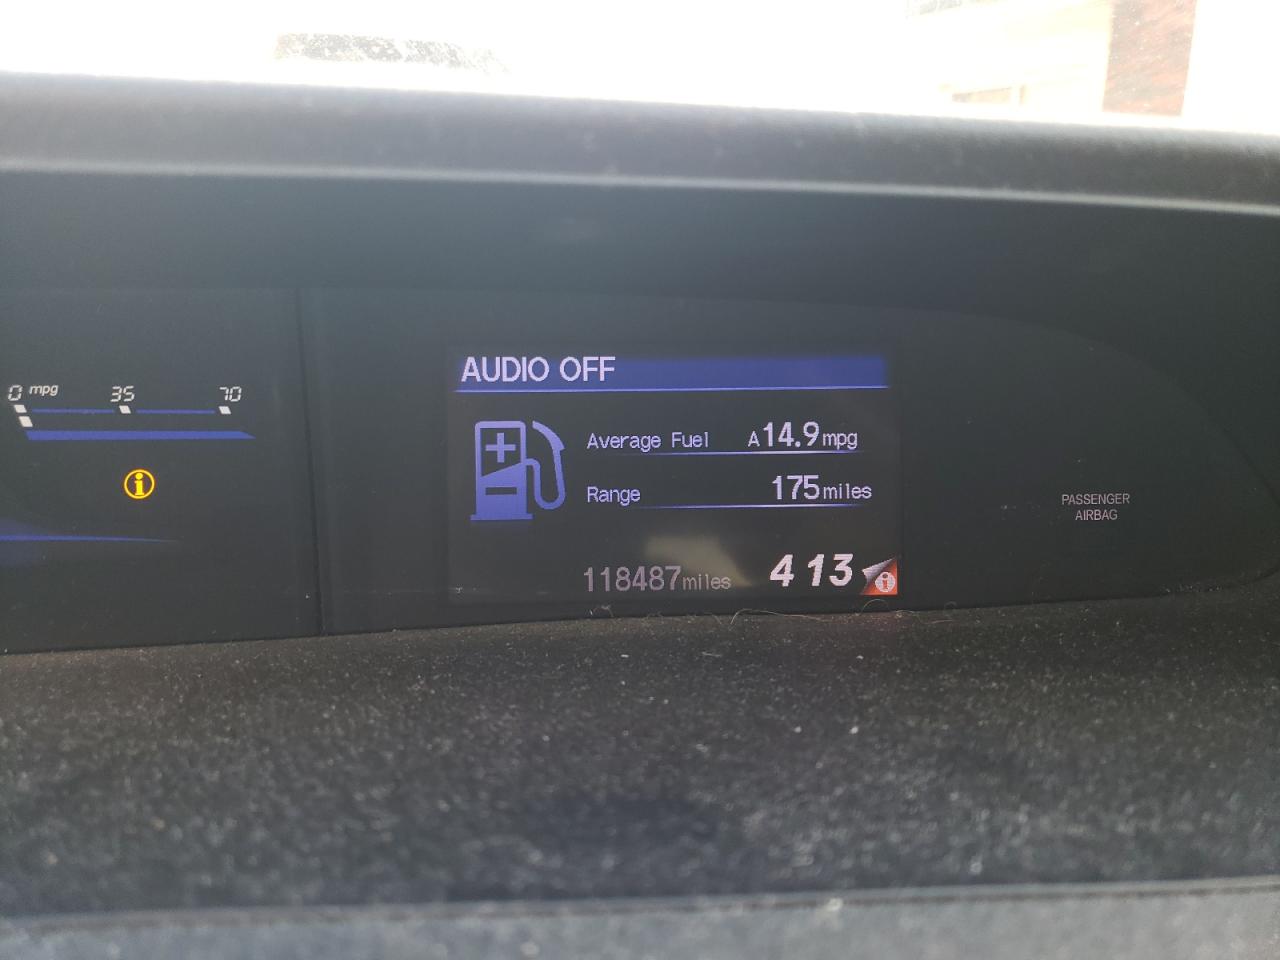 AUDIO OFF
0 mpg 35 70
Average Fuel A14.9mpg
Range 175miles
PASSENGER
AIRBAG
118487miles 4 13